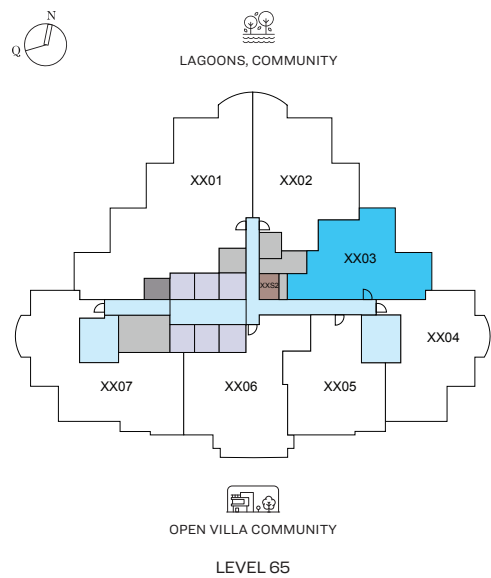 N
Q
LAGOONS, COMMUNITY
XX01
XX02
XX03
XXS2
XX04
XX07
XX06
XX05
OPEN VILLA COMMUNITY
LEVEL 65